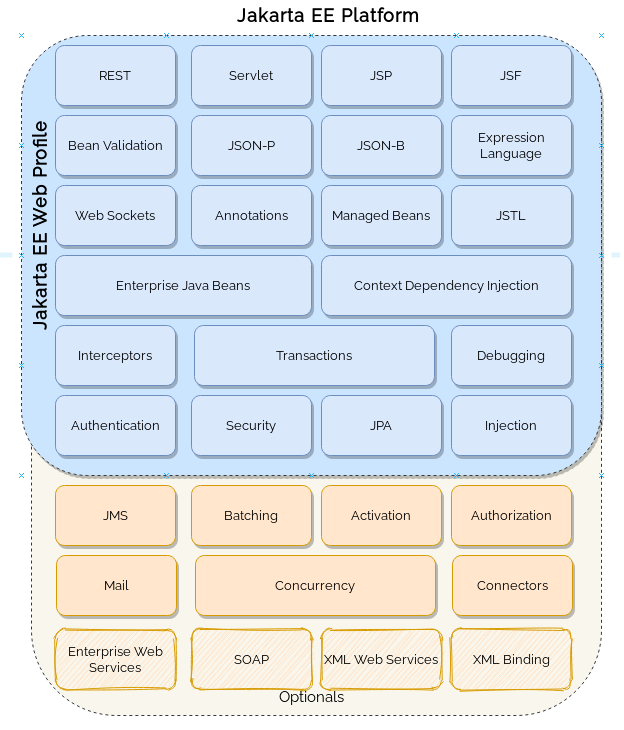 Jakarta EE Platform
Jakarta EE Web Profile
REST
Servlet
JSP
JSF
Bean Validation
JSON-P
JSON-B
Expression
Language
Web Sockets
Annotations
Managed Beans
JSTL
Enterprise Java Beans
Context Dependency Injection
Interceptors
Transactions
Debugging
Authentication
Security
JPA
Injection
JMS
Batching
Activation
Authorization
Mail
Concurrency
Connectors
Enterprise Web
Services
SOAP
XML Web Services
XML Binding
Optionals